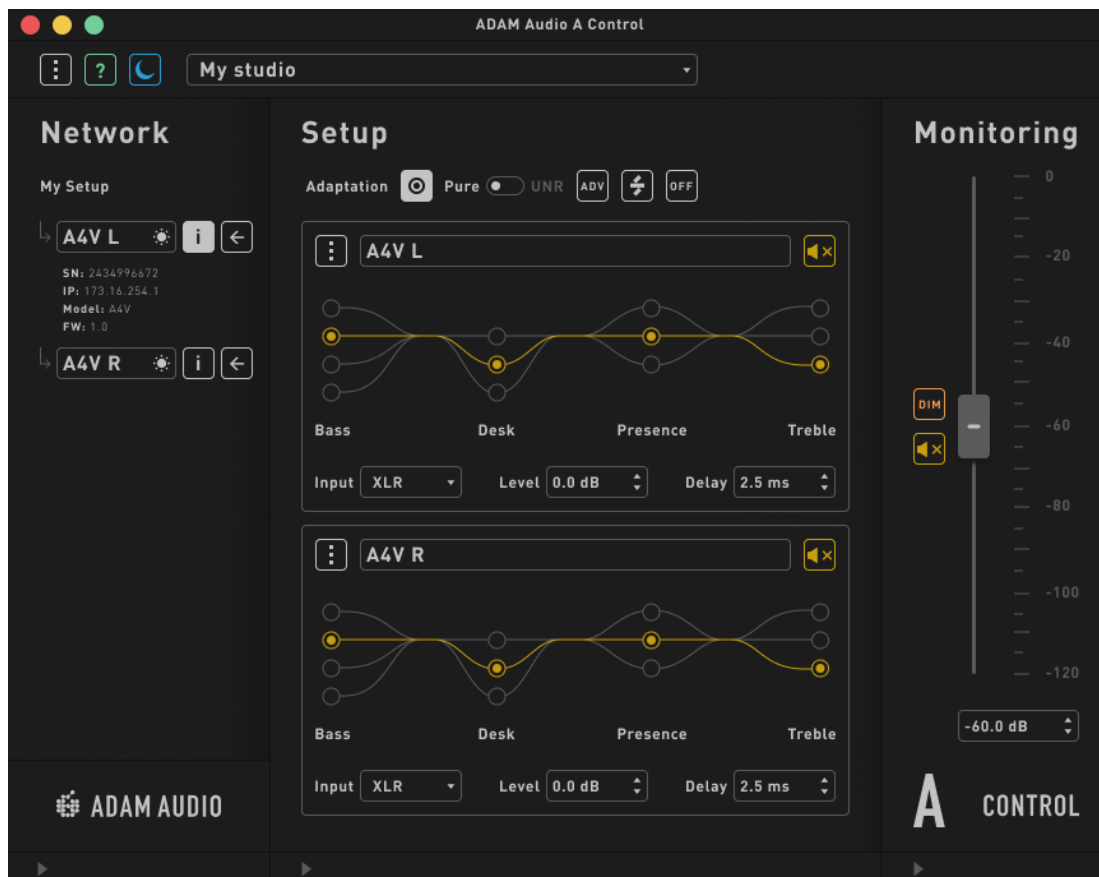 ADAM Audio A Control
?
My studio
Network
My Setup
A4V L
i
SN: 2434996672
IP: 173.16.254.1
Model: A4V
FW: 1.0
A4V R
i
ADAM AUDIO
Setup
Adaptation Pure UNR ADV OFF
A4V L
Bass Desk Presence Treble
Input XLR Level 0.0 dB Delay 2.5 ms
A4V R
Bass Desk Presence Treble
Input XLR Level 0.0 dB Delay 2.5 ms
Monitoring
0
-20
-40
DIM
-60
-80
-100
-120
-60.0 dB
A CONTROL